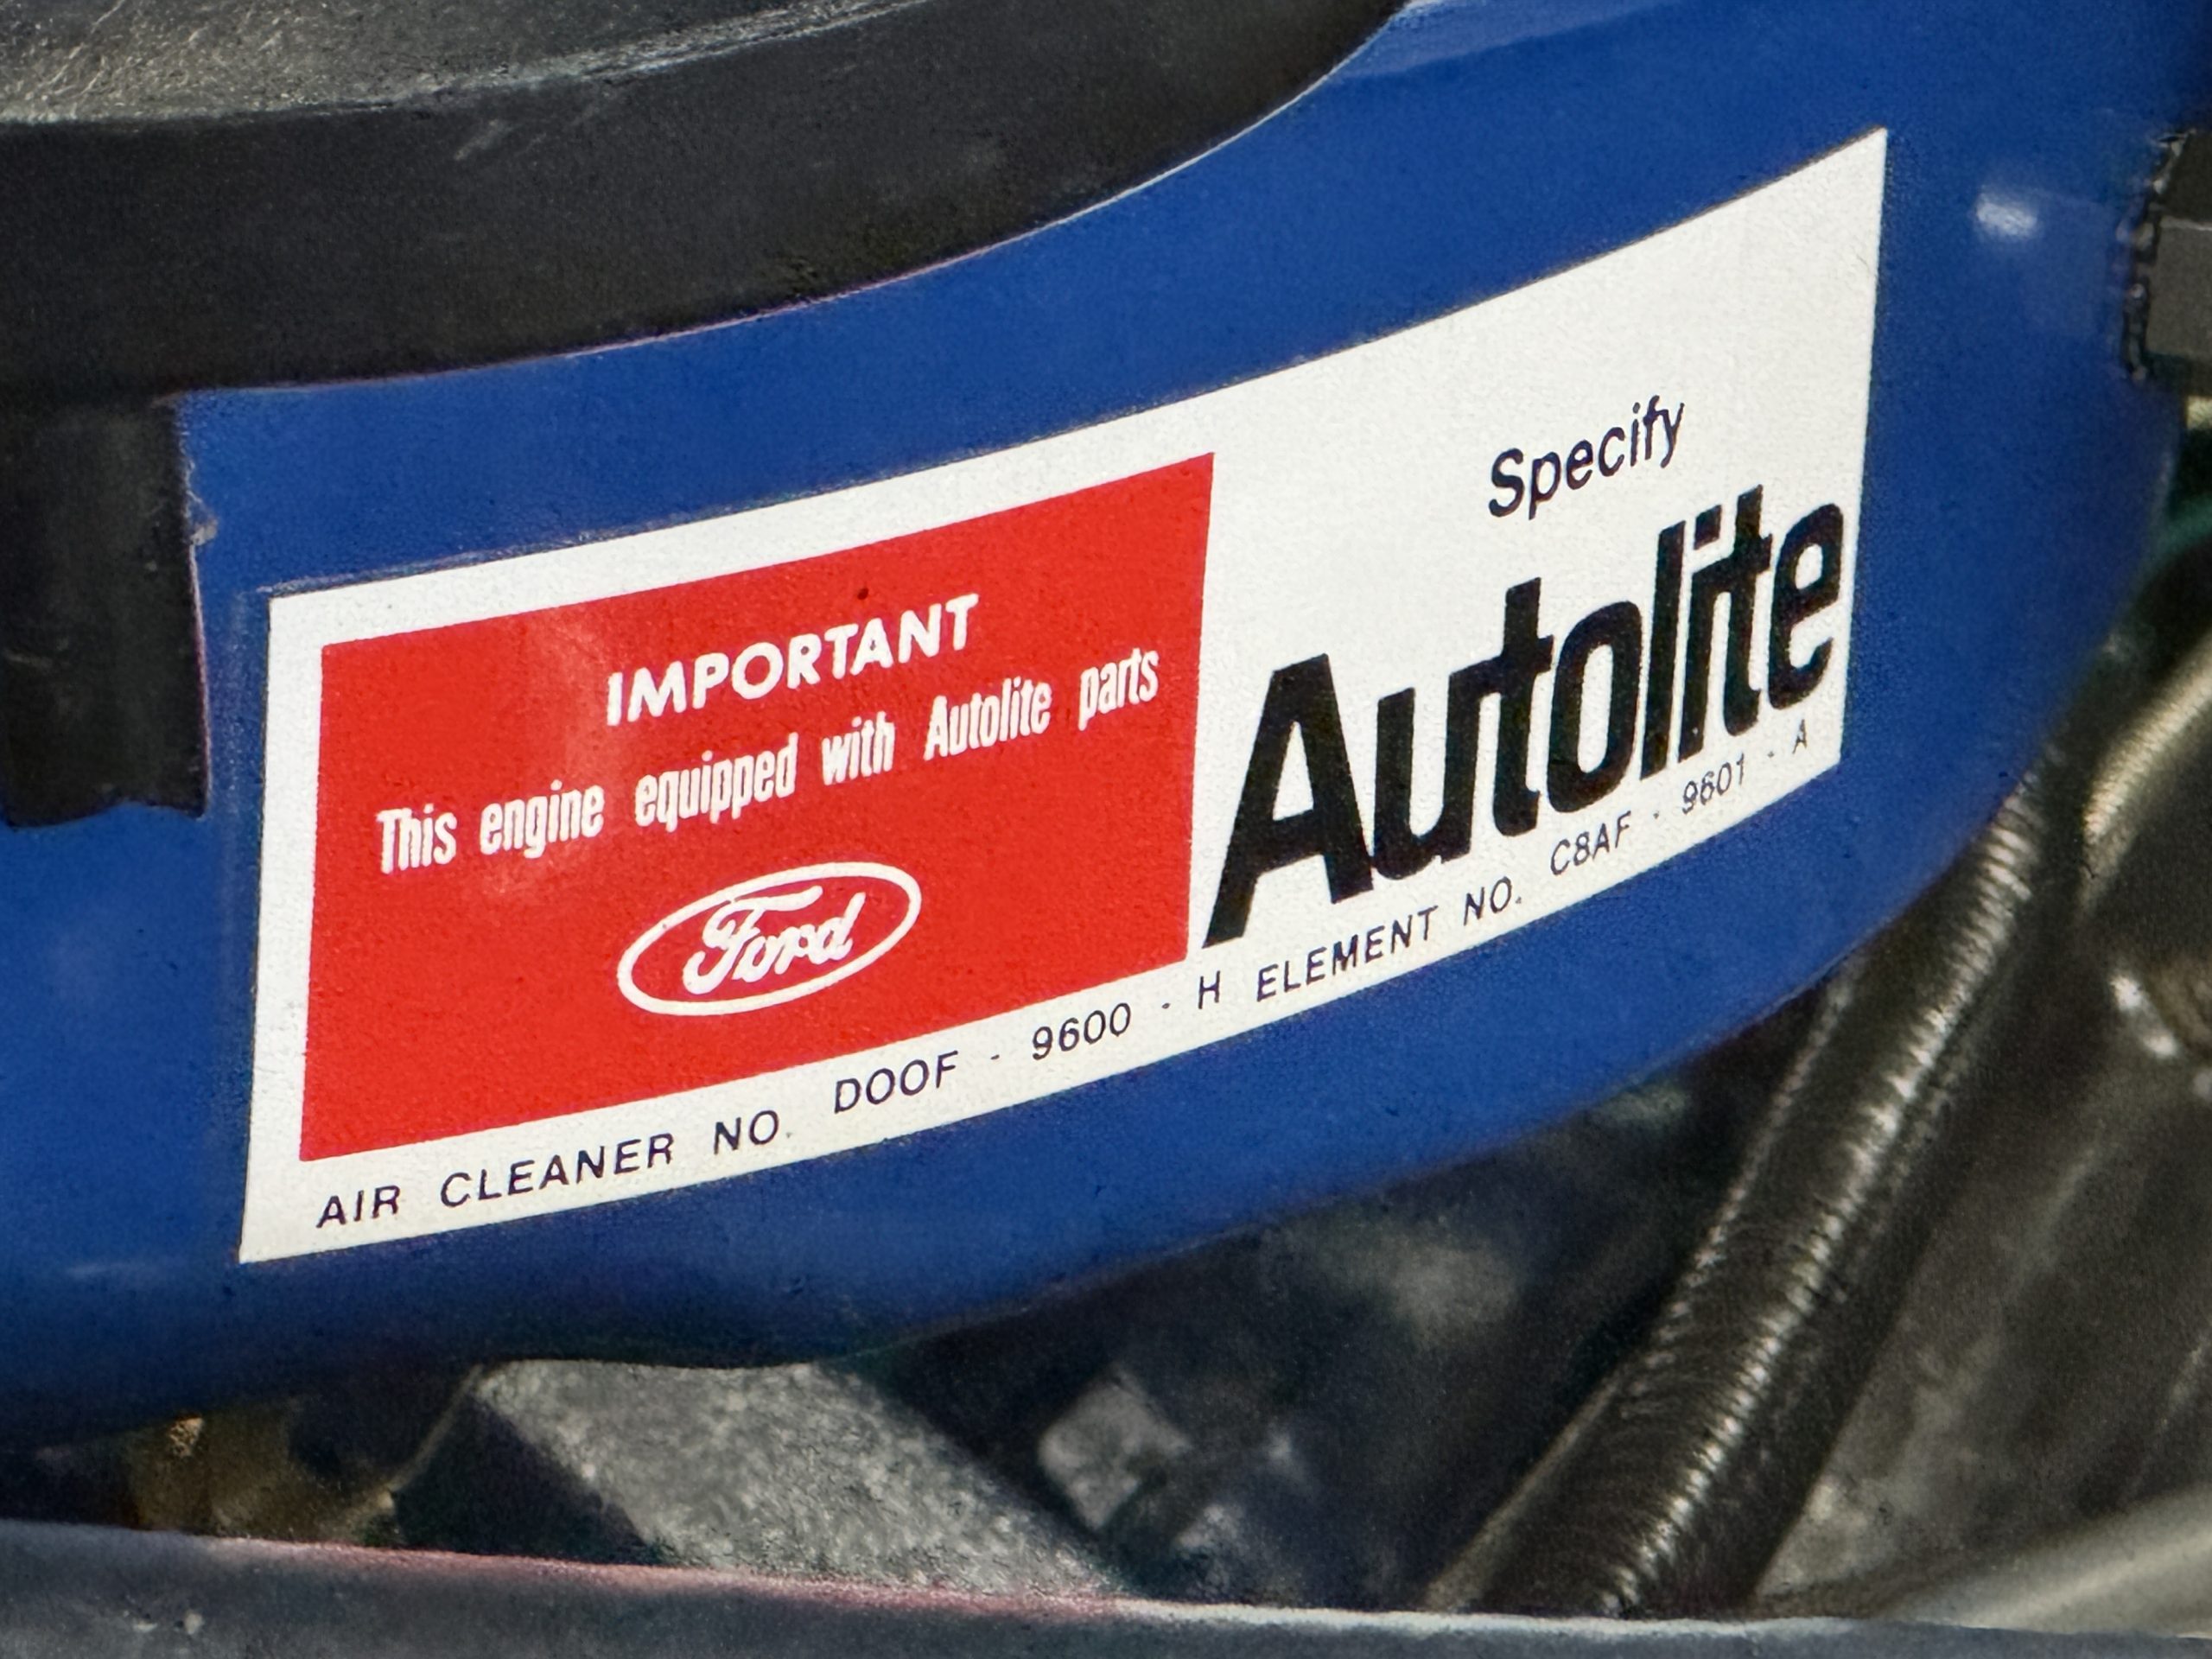 IMPORTANT
This engine equipped with Autolite parts
Ford
Specify
Autolite
AIR CLEANER NO. DOOF - 9600 - H ELEMENT NO. C8AF - 9601 - A